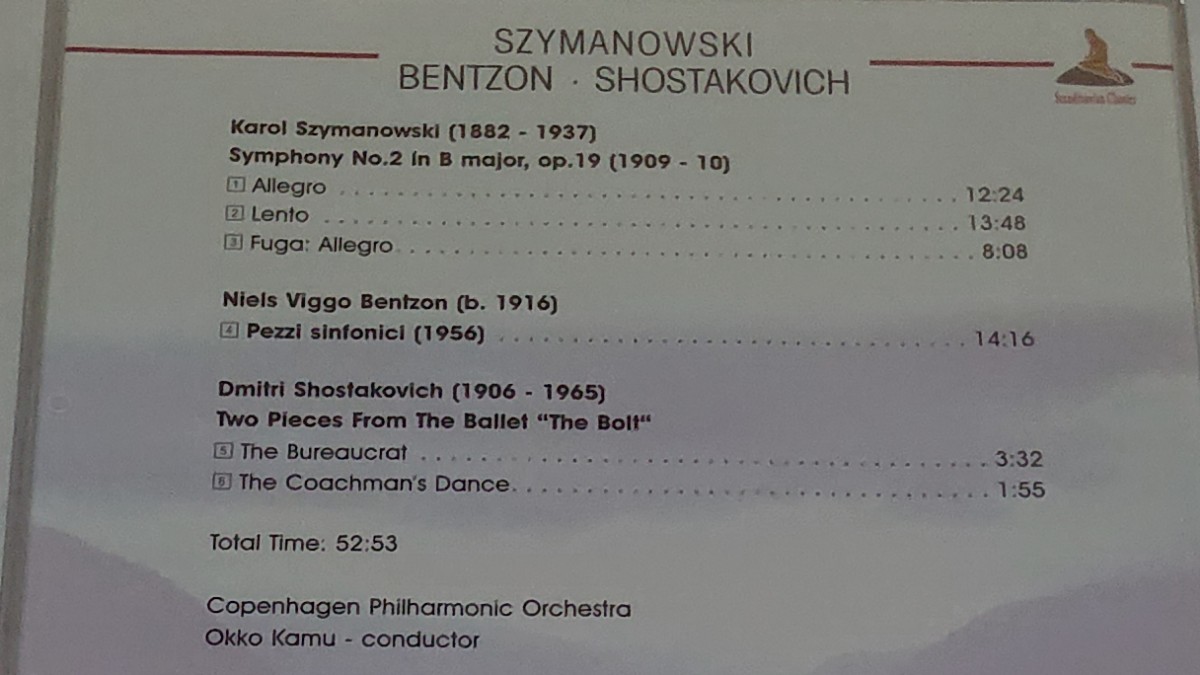 SZYMANOWSKI
BENTZON · SHOSTAKOVICH
Scandinavian Classics
Karol Szymanowski (1882 - 1937)
Symphony No.2 in B major, op.19 (1909 - 10)
1 Allegro 12:24
2 Lento 13:48
3 Fuga: Allegro 8:08
Niels Viggo Bentzon (b. 1916)
4 Pezzi sinfonici (1956) 14:16
Dmitri Shostakovich (1906 - 1965)
Two Pieces From The Ballet “The Bolt“
5 The Bureaucrat 3:32
6 The Coachman's Dance 1:55
Total Time: 52:53
Copenhagen Philharmonic Orchestra
Okko Kamu - conductor